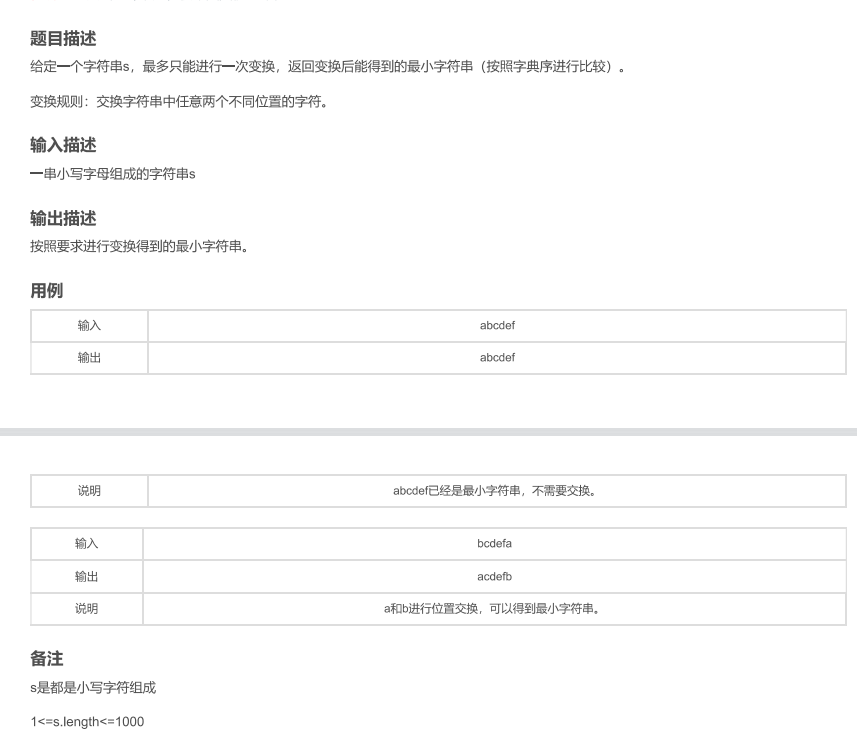 题目描述
给定一个字符串s，最多只能进行一次变换，返回变换后能得到的最小字符串（按照字典序进行比较）。
变换规则：交换字符串中任意两个不同位置的字符。
输入描述
一串小写字母组成的字符串s
输出描述
按照要求进行变换得到的最小字符串。
用例
输入 abcdef
输出 abcdef
说明 abcdef已经是最小字符串，不需要交换。
输入 bcdefa
输出 acdefb
说明 a和b进行位置交换，可以得到最小字符串。
备注
s是都是小写字符组成
1<=s.length<=1000